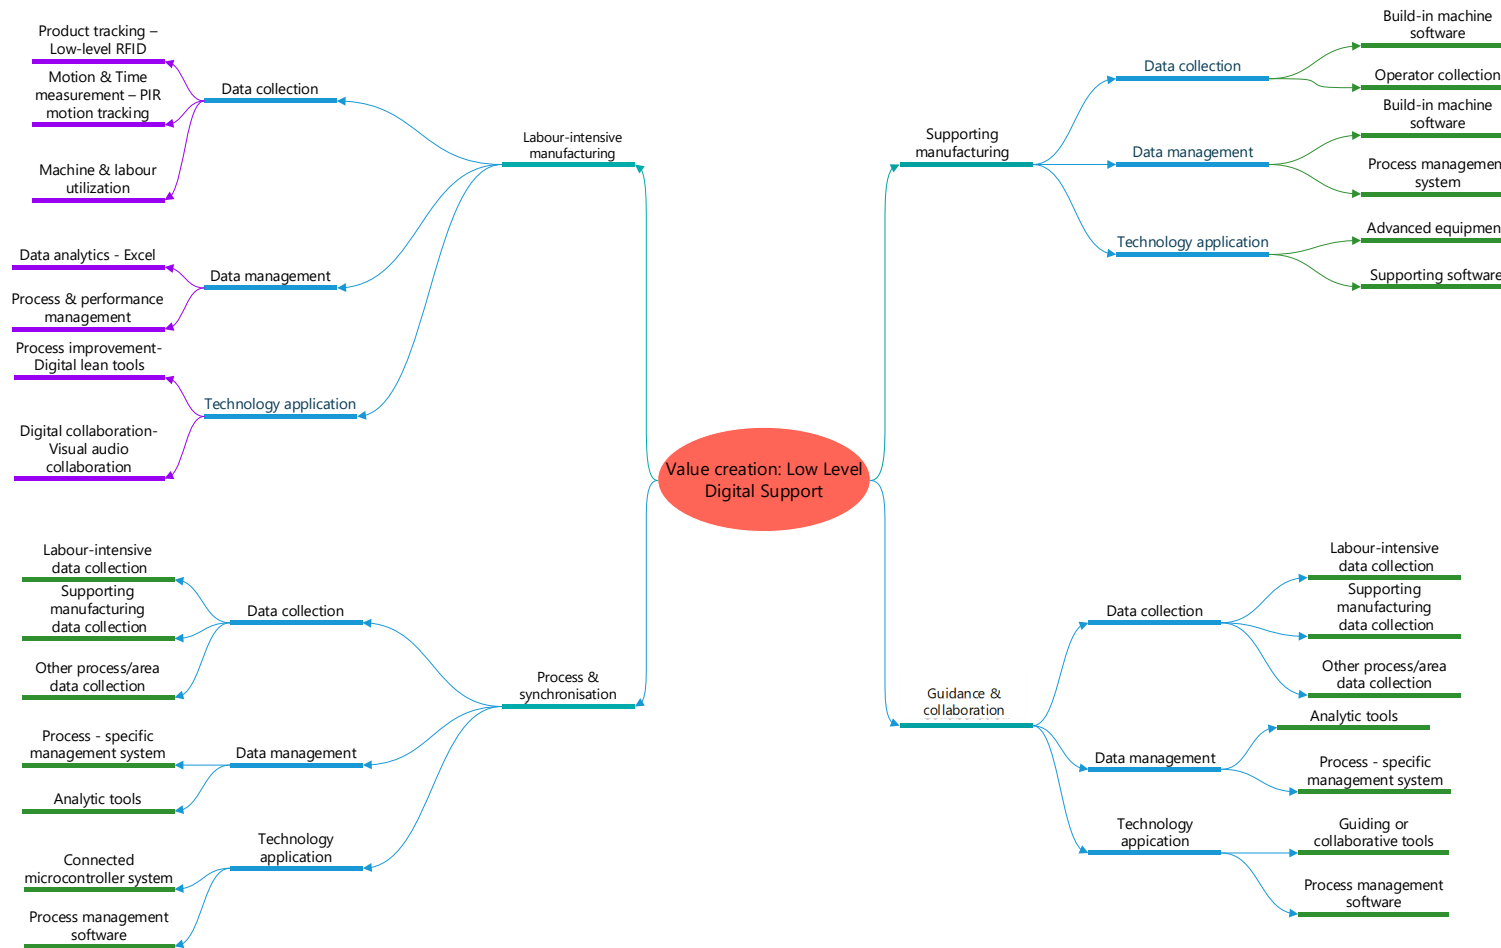 Product tracking –
Low-level RFID
Motion & Time
measurement – PIR
motion tracking
Machine & labour
utilization
Data collection
Data analytics - Excel
Process & performance
management
Data management
Process improvement-
Digital lean tools
Digital collaboration-
Visual audio
collaboration
Technology application
Labour-intensive
manufacturing
Supporting
manufacturing
Data collection
Build-in machine
software
Operator collection
Data management
Build-in machine
software
Process managemen
system
Technology application
Advanced equipmen
Supporting software
Value creation: Low Level
Digital Support
Labour-intensive
data collection
Supporting
manufacturing
data collection
Other process/area
data collection
Data collection
Process - specific
management system
Analytic tools
Data management
Connected
microcontroller system
Process management
software
Technology
application
Process &
synchronisation
Guidance &
collaboration
Data collection
Labour-intensive
data collection
Supporting
manufacturing
data collection
Other process/area
data collection
Data management
Analytic tools
Process - specific
management system
Technology
appication
Guiding or
collaborative tools
Process management
software